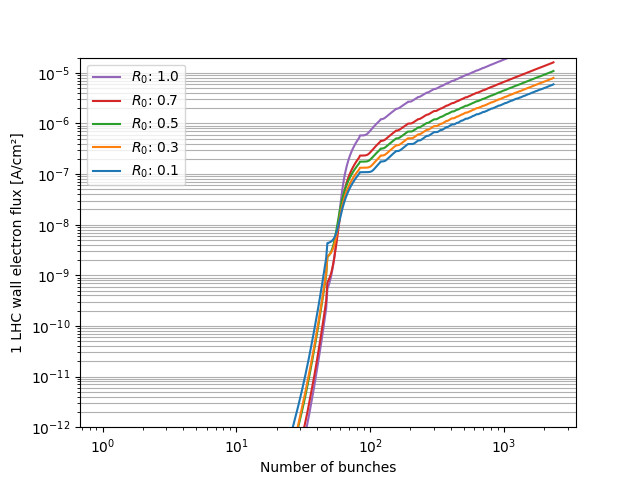 R₀: 1.0
R₀: 0.7
R₀: 0.5
R₀: 0.3
R₀: 0.1
1 LHC wall electron flux [A/cm²]
10⁻⁵
10⁻⁶
10⁻⁷
10⁻⁸
10⁻⁹
10⁻¹⁰
10⁻¹¹
10⁻¹²
10⁰ 10¹ 10² 10³
Number of bunches